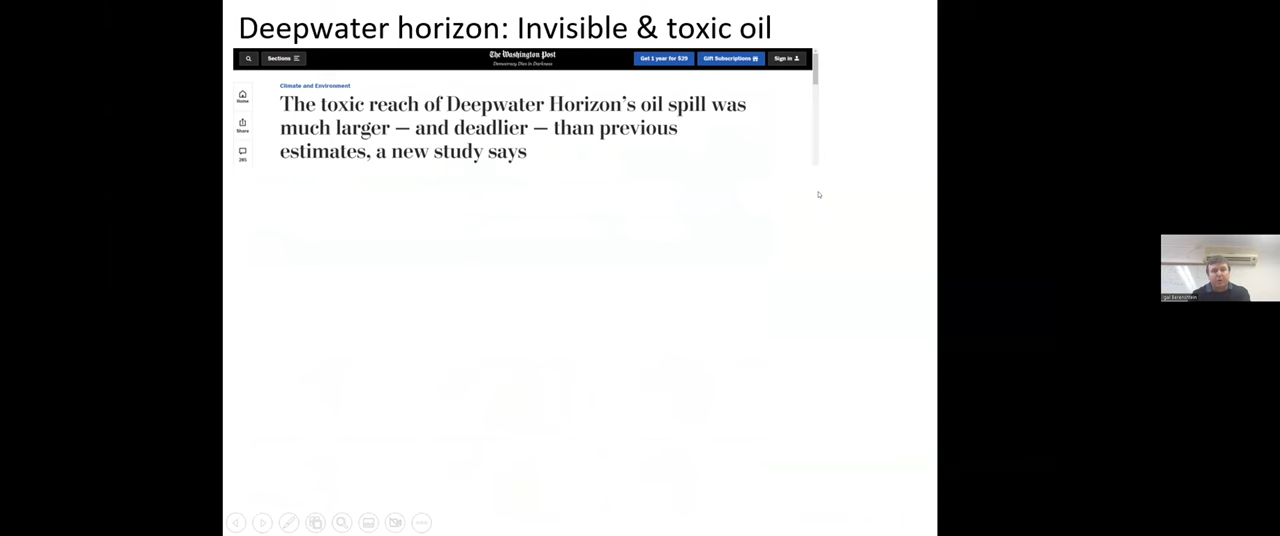 Deepwater horizon: Invisible & toxic oil
Sections
The Washington Post
Democracy Dies in Darkness
Get 1 year for $29
Gift Subscriptions
Sign in
Home
Share
285
Climate and Environment
The toxic reach of Deepwater Horizon's oil spill was
much larger — and deadlier — than previous
estimates, a new study says